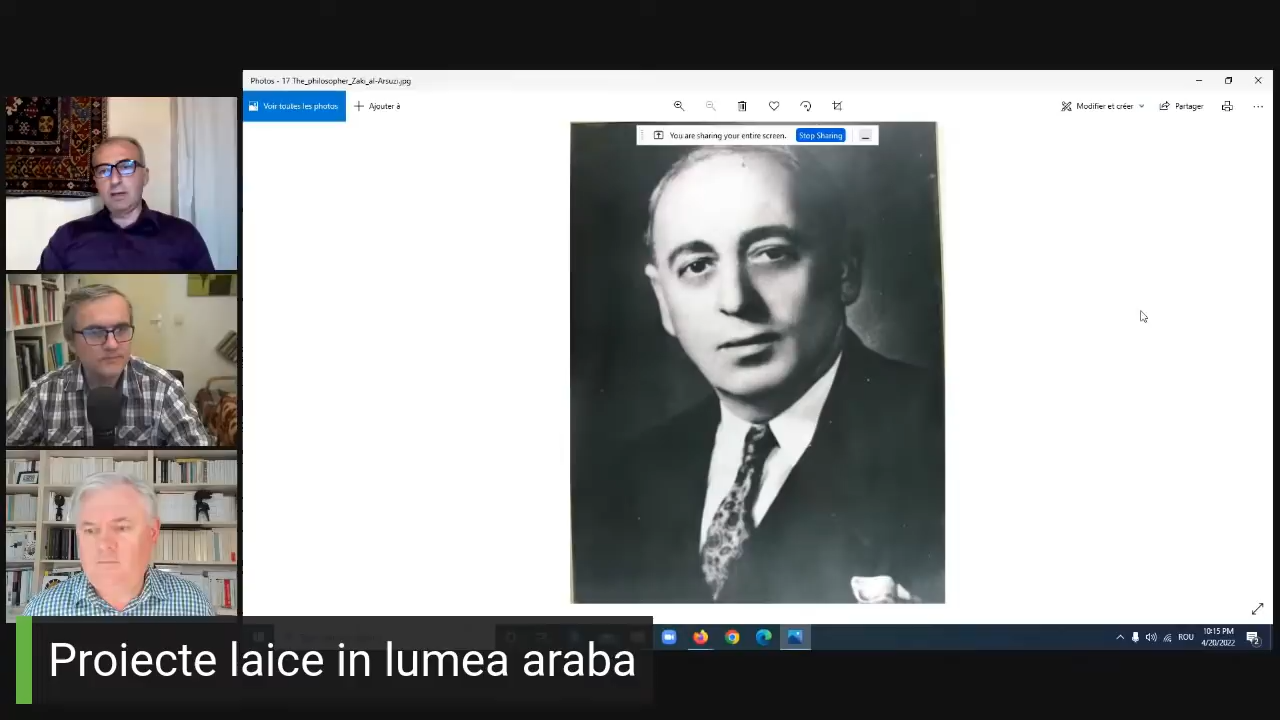 Photos - 17 The_philosopher_Zaki_al-Arsuzi.jpg
Voir toutes les photos
Ajouter à
Modifier et créer
Partager
You are sharing your entire screen.
Stop Sharing
ROU
10:15 PM
4/20/2022
Proiecte laice in lumea araba